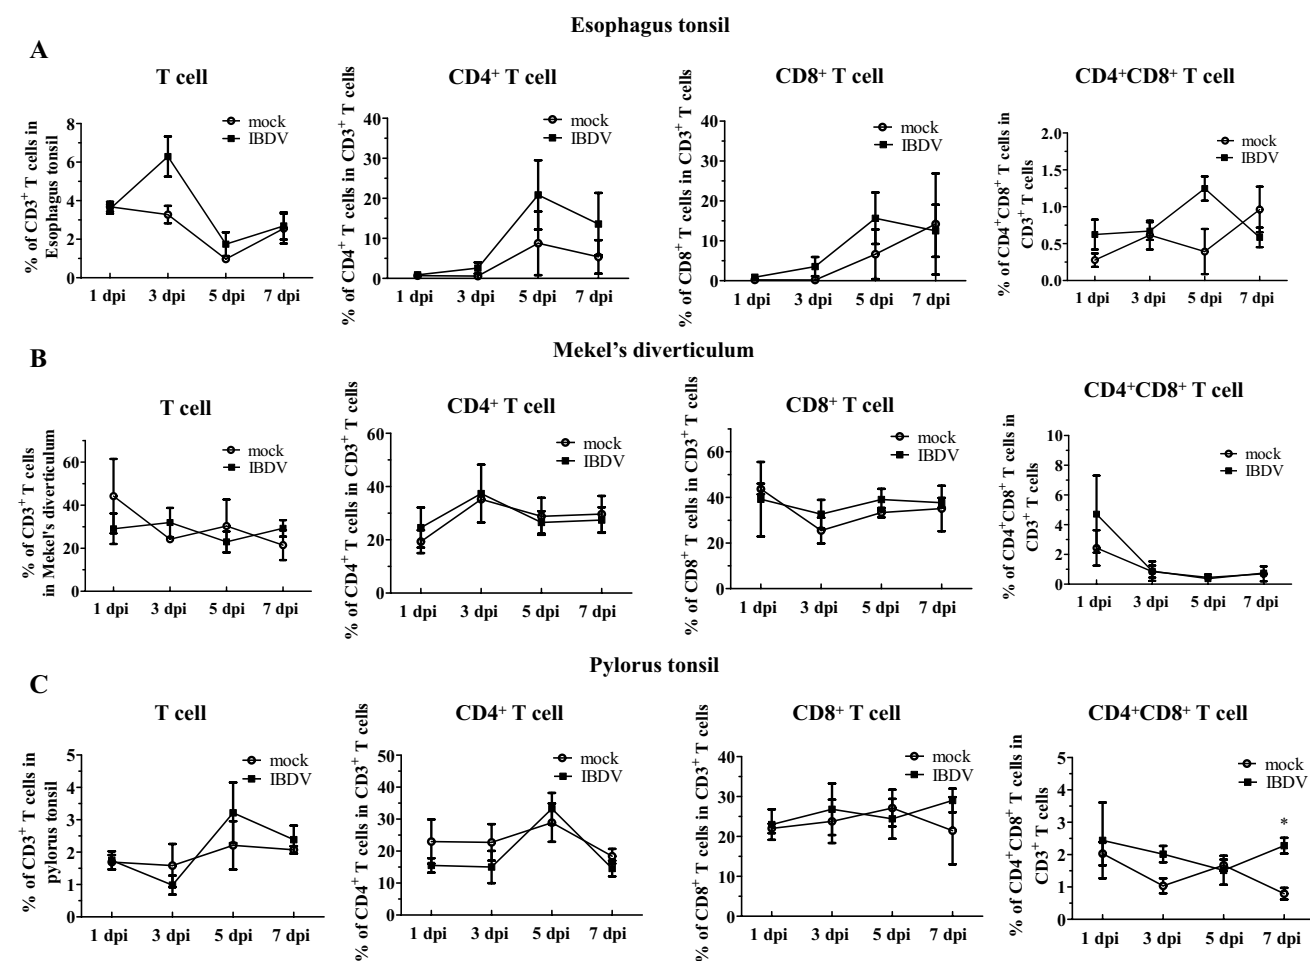 Esophagus tonsil
A
T cell
% of CD3+ T cells in
Esophagus tonsil
8
6
4
2
0
mock
IBDV
1 dpi 3 dpi 5 dpi 7 dpi
CD4+ T cell
% of CD4+ T cells in CD3+ T cells
40
30
20
10
0
mock
IBDV
1 dpi 3 dpi 5 dpi 7 dpi
CD8+ T cell
% of CD8+ T cells in CD3+ T cells
40
30
20
10
0
mock
IBDV
1 dpi 3 dpi 5 dpi 7 dpi
CD4+CD8+ T cell
% of CD4+CD8+ T cells in
CD3+ T cells
2.0
1.5
1.0
0.5
0.0
mock
IBDV
1 dpi 3 dpi 5 dpi 7 dpi
Mekel's diverticulum
B
T cell
% of CD3+ T cells
in Mekel's diverticulum
60
40
20
0
mock
IBDV
1 dpi 3 dpi 5 dpi 7 dpi
CD4+ T cell
% of CD4+ T cells in CD3+ T cells
60
40
20
0
mock
IBDV
1 dpi 3 dpi 5 dpi 7 dpi
CD8+ T cell
% of CD8+ T cells in CD3+ T cells
60
40
20
0
mock
IBDV
1 dpi 3 dpi 5 dpi 7 dpi
CD4+CD8+ T cell
% of CD4+CD8+ T cells in
CD3+ T cells
10
8
6
4
2
0
mock
IBDV
1 dpi 3 dpi 5 dpi 7 dpi
Pylorus tonsil
C
T cell
% of CD3+ T cells in
pylorus tonsil
5
4
3
2
1
0
mock
IBDV
1 dpi 3 dpi 5 dpi 7 dpi
CD4+ T cell
% of CD4+ T cells in CD3+ T cells
50
40
30
20
10
0
mock
IBDV
1 dpi 3 dpi 5 dpi 7 dpi
CD8+ T cell
% of CD8+ T cells in CD3+ T cells
40
30
20
10
0
mock
IBDV
1 dpi 3 dpi 5 dpi 7 dpi
CD4+CD8+ T cell
% of CD4+CD8+ T cells in
CD3+ T cells
5
4
3
2
1
0
mock
IBDV
*
1 dpi 3 dpi 5 dpi 7 dpi